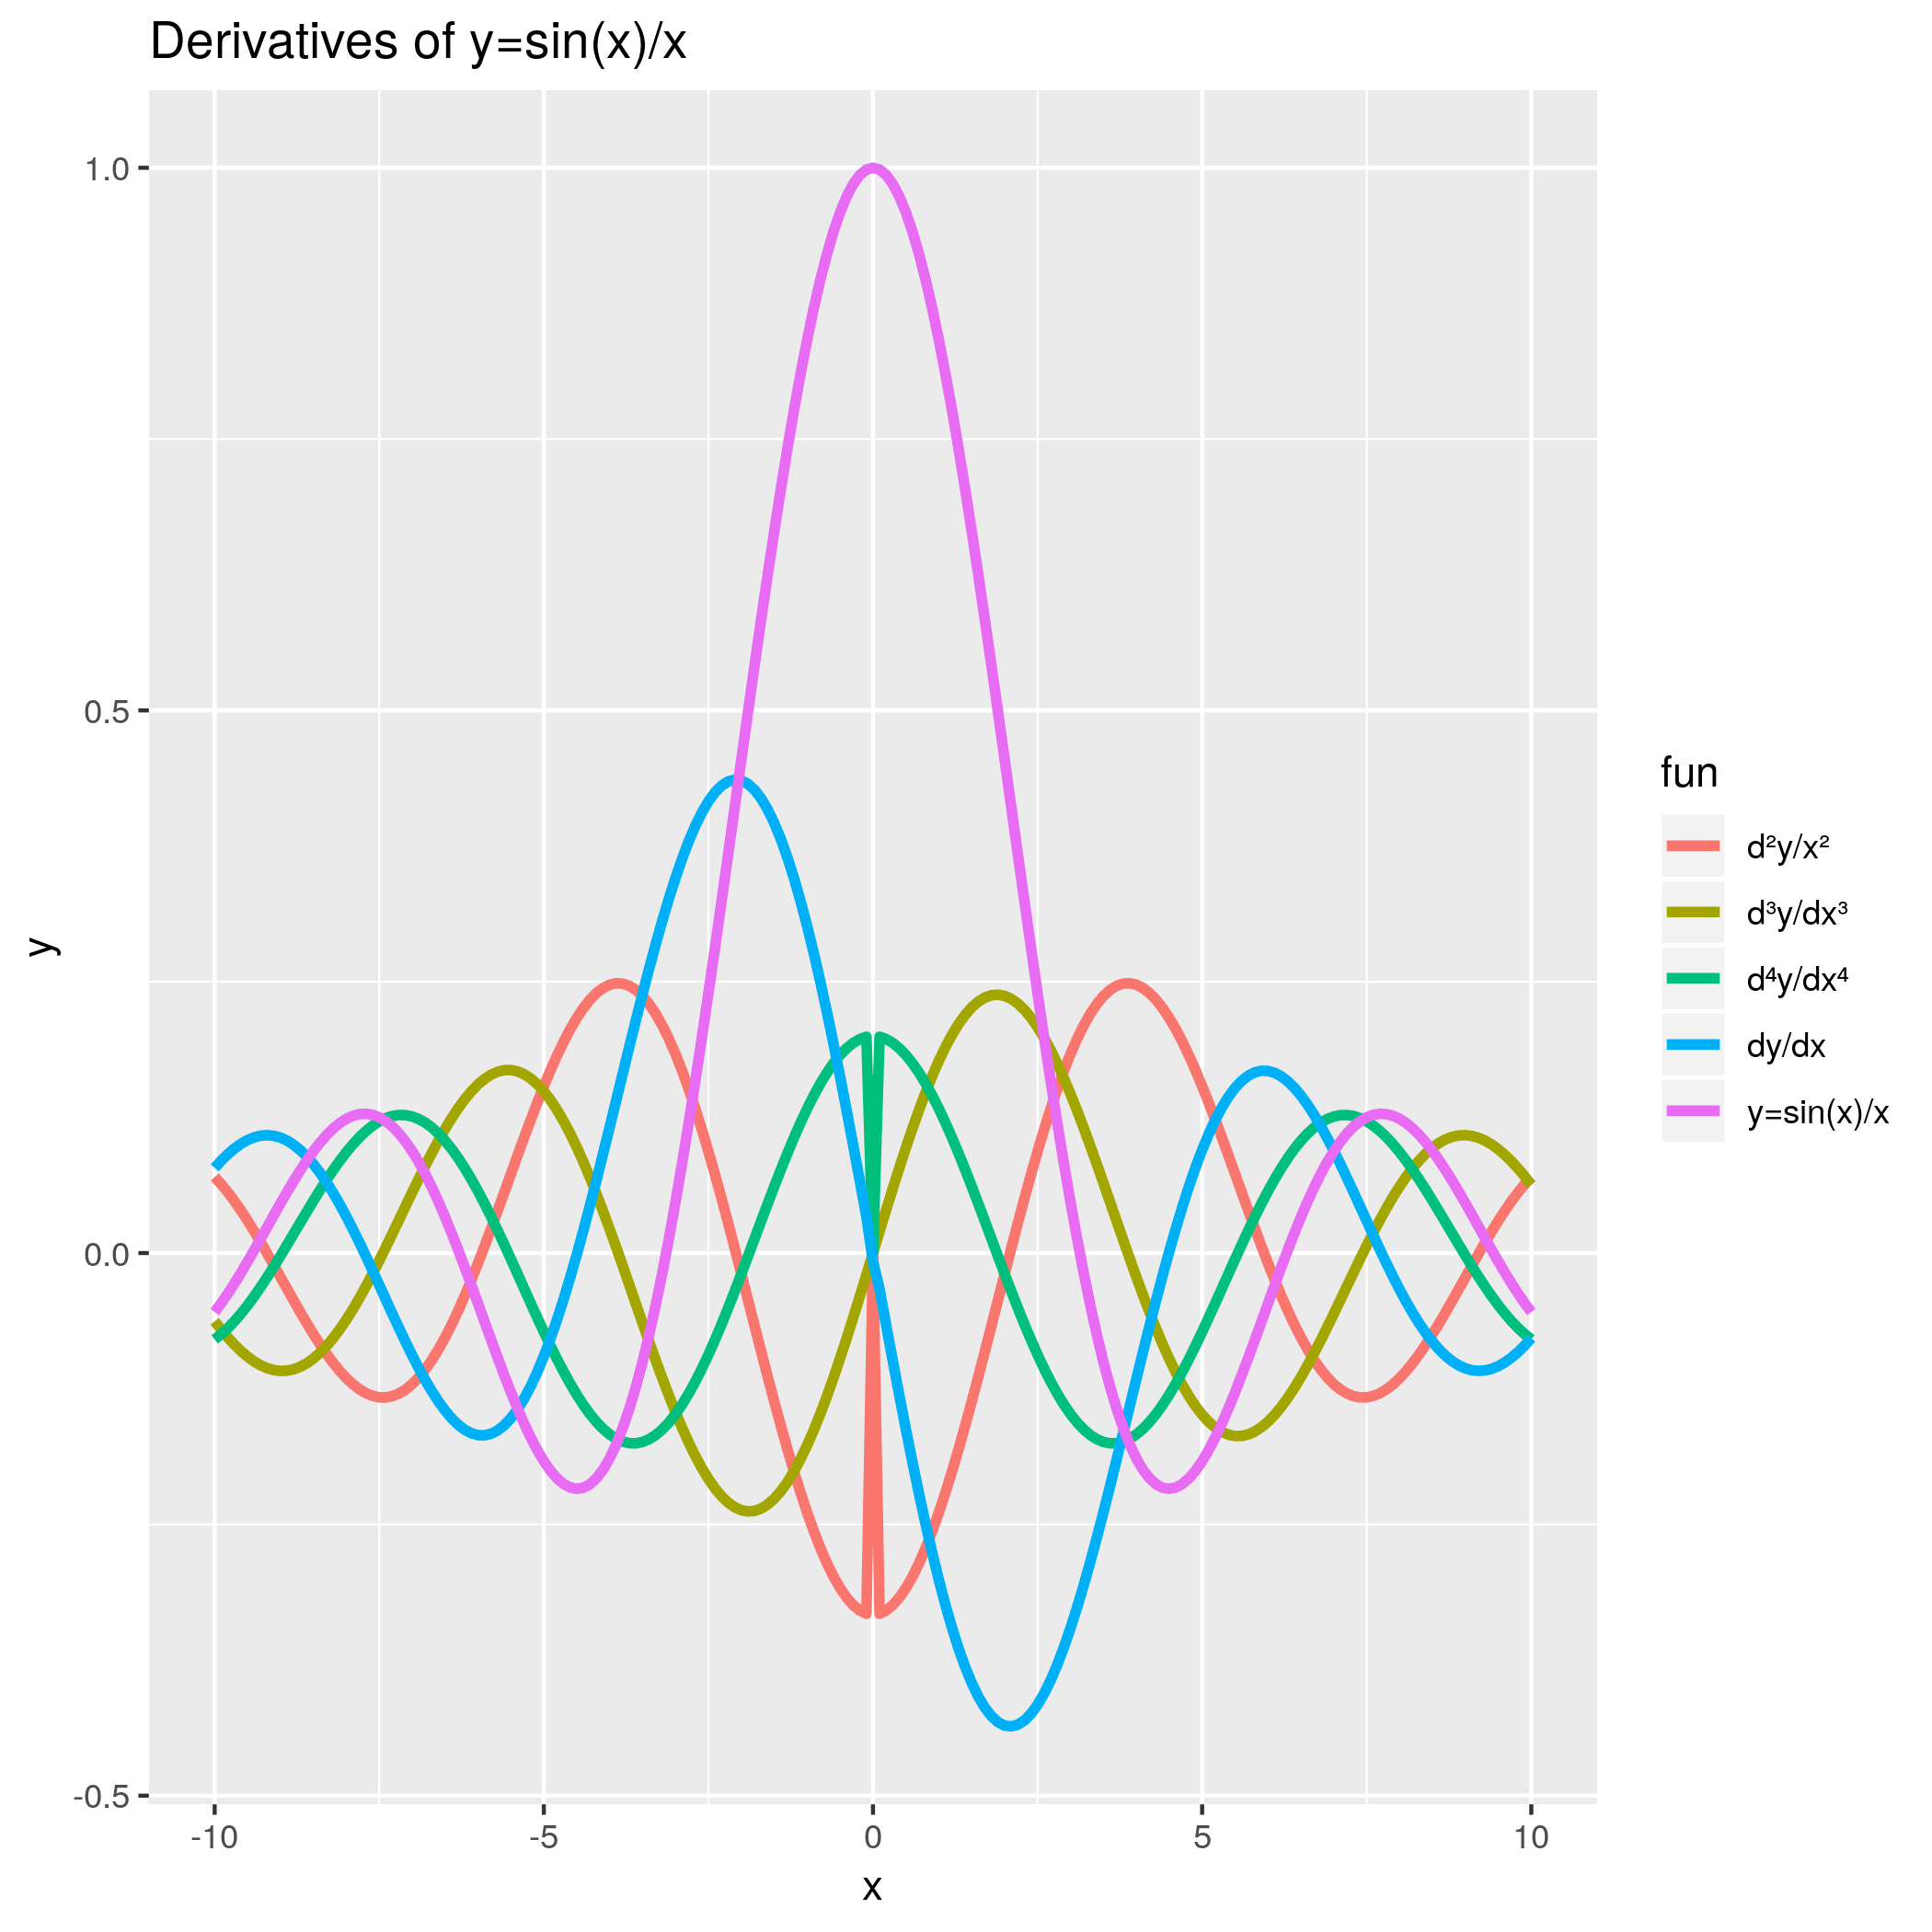 Derivatives of y=sin(x)/x
1.0
0.5
0.0
-0.5
y
-10
-5
0
5
10
x
fun
d²y/x²
d³y/dx³
d⁴y/dx⁴
dy/dx
y=sin(x)/x